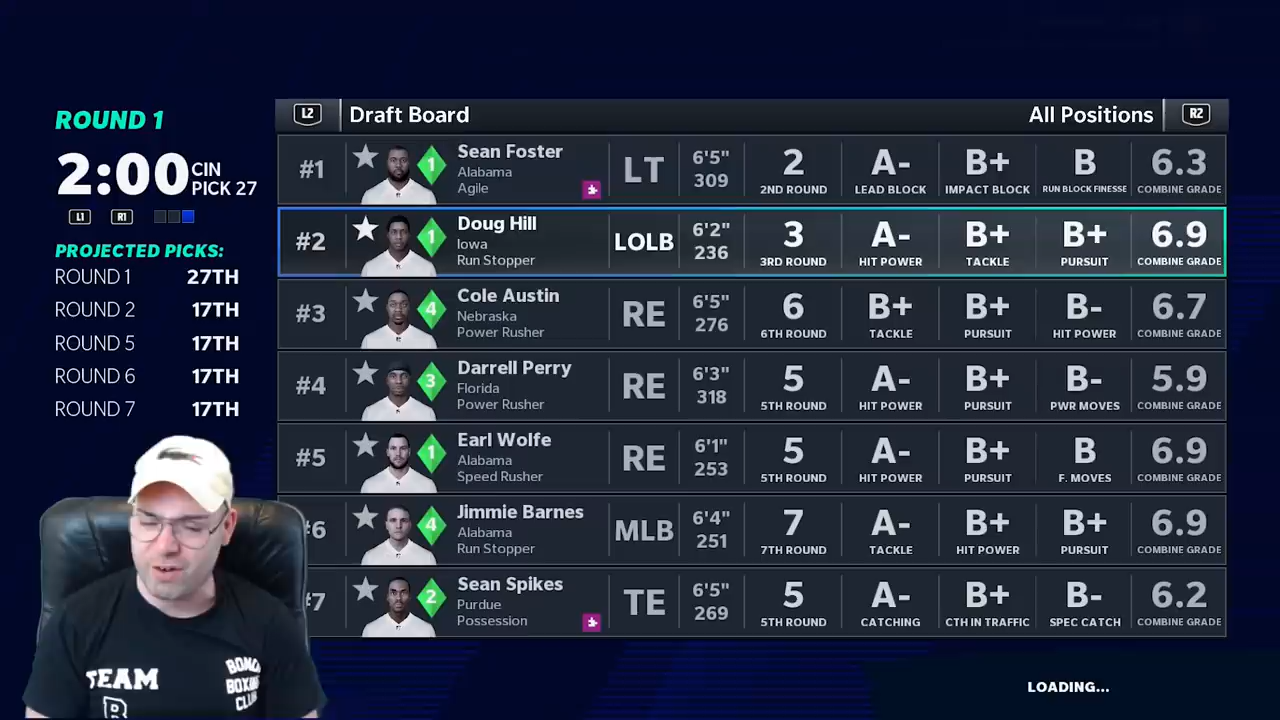 L2 Draft Board All Positions R2
ROUND 1
2:00 CIN PICK 27
L1 R1
PROJECTED PICKS:
ROUND 1 27TH
ROUND 2 17TH
ROUND 5 17TH
ROUND 6 17TH
ROUND 7 17TH
#1 1 Sean Foster Alabama Agile LT 6'5" 309 2 2ND ROUND A- LEAD BLOCK B+ IMPACT BLOCK B RUN BLOCK FINESSE 6.3 COMBINE GRADE
#2 1 Doug Hill Iowa Run Stopper LOLB 6'2" 236 3 3RD ROUND A- HIT POWER B+ TACKLE B+ PURSUIT 6.9 COMBINE GRADE
#3 4 Cole Austin Nebraska Power Rusher RE 6'5" 276 6 6TH ROUND B+ TACKLE B+ PURSUIT B- HIT POWER 6.7 COMBINE GRADE
#4 3 Darrell Perry Florida Power Rusher RE 6'3" 318 5 5TH ROUND A- HIT POWER B+ PURSUIT B- PWR MOVES 5.9 COMBINE GRADE
#5 1 Earl Wolfe Alabama Speed Rusher RE 6'1" 253 5 5TH ROUND A- HIT POWER B+ PURSUIT B F. MOVES 6.9 COMBINE GRADE
#6 4 Jimmie Barnes Alabama Run Stopper MLB 6'4" 251 7 7TH ROUND A- TACKLE B+ HIT POWER B+ PURSUIT 6.9 COMBINE GRADE
#7 2 Sean Spikes Purdue Possession TE 6'5" 269 5 5TH ROUND A- CATCHING B+ CTH IN TRAFFIC B- SPEC CATCH 6.2 COMBINE GRADE
TEAM
B
BOXING
LOADING...